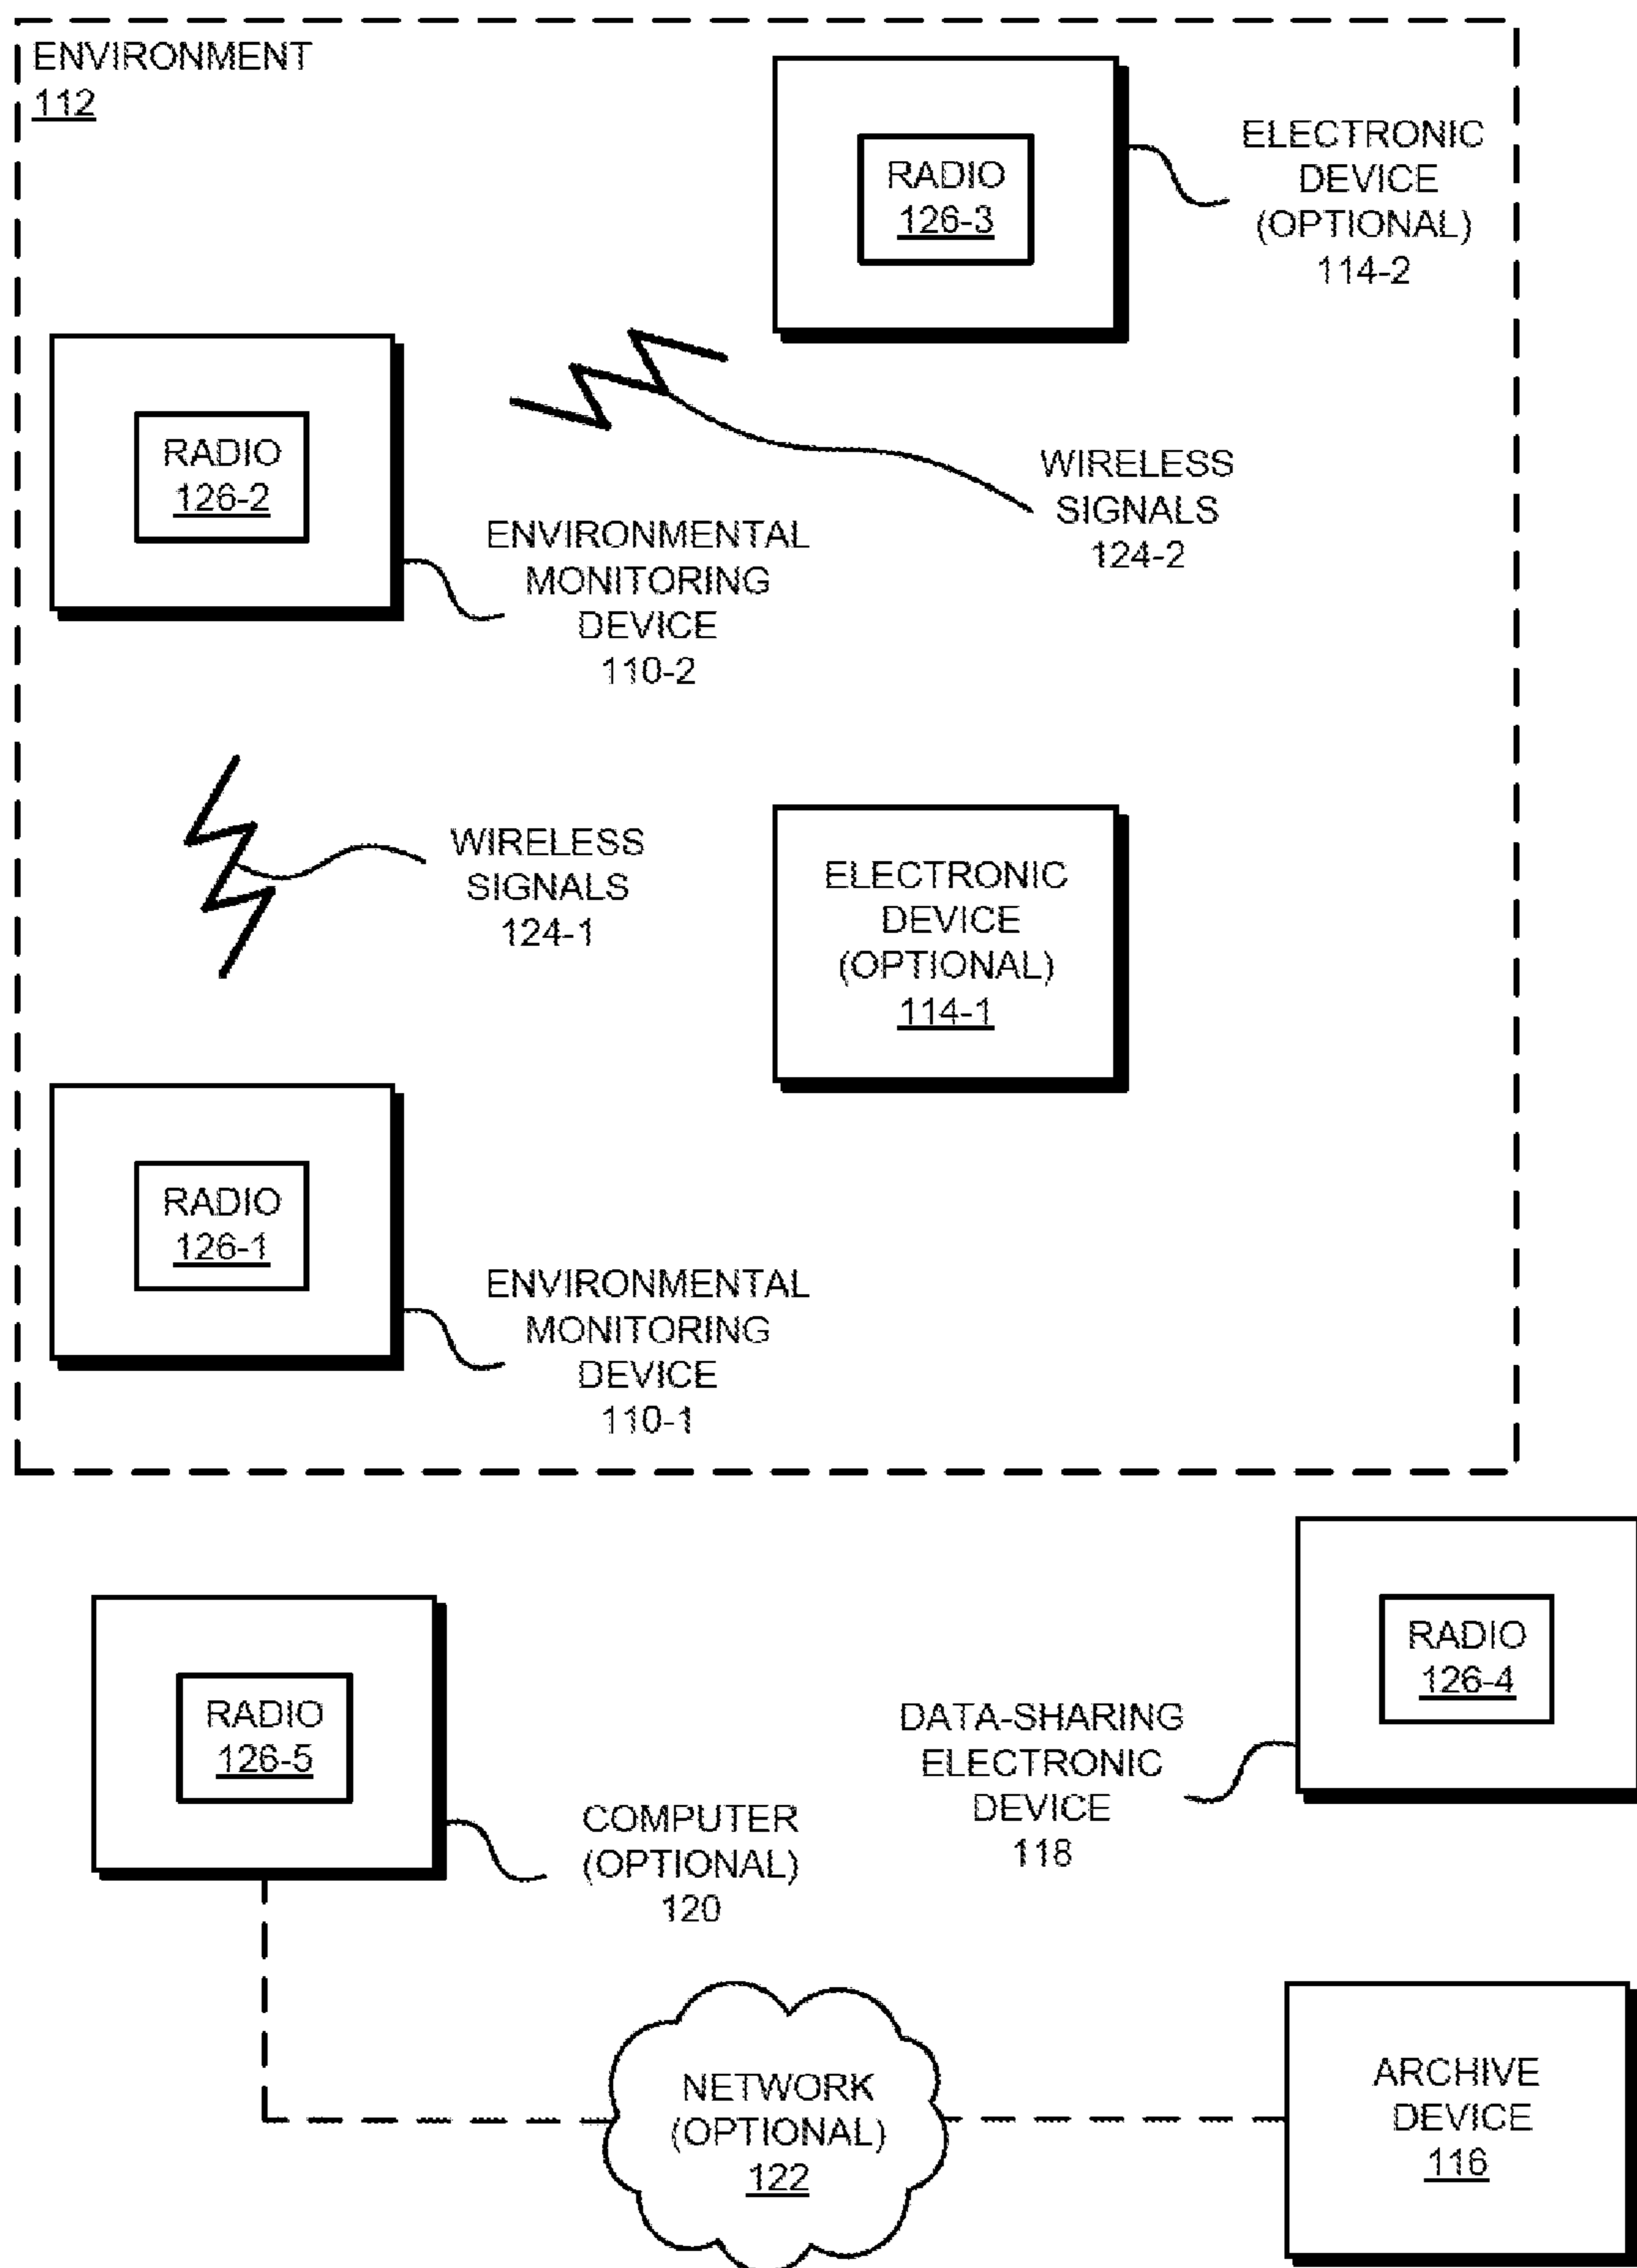 ENVIRONMENT
112
RADIO
126-3
ELECTRONIC
DEVICE
(OPTIONAL)
114-2
RADIO
126-2
WIRELESS
SIGNALS
124-2
ENVIRONMENTAL
MONITORING
DEVICE
110-2
WIRELESS
SIGNALS
124-1
ELECTRONIC
DEVICE
(OPTIONAL)
114-1
RADIO
126-1
ENVIRONMENTAL
MONITORING
DEVICE
110-1
RADIO
126-4
RADIO
126-5
DATA-SHARING
ELECTRONIC
DEVICE
118
COMPUTER
(OPTIONAL)
120
NETWORK
(OPTIONAL)
122
ARCHIVE
DEVICE
116